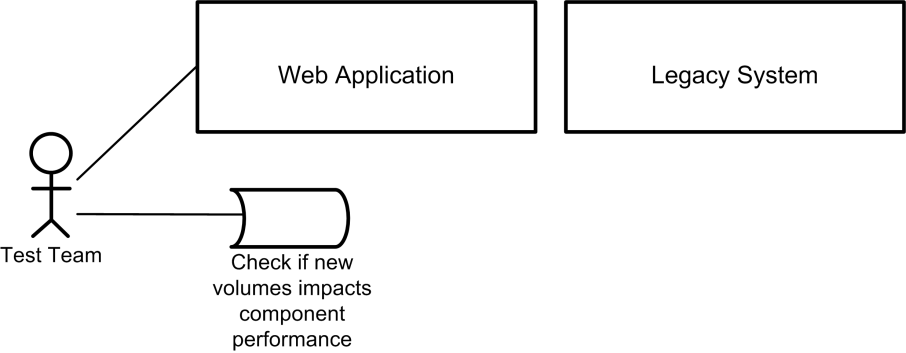 Web Application
Legacy System
Test Team
Check if new
volumes impacts
component
performance